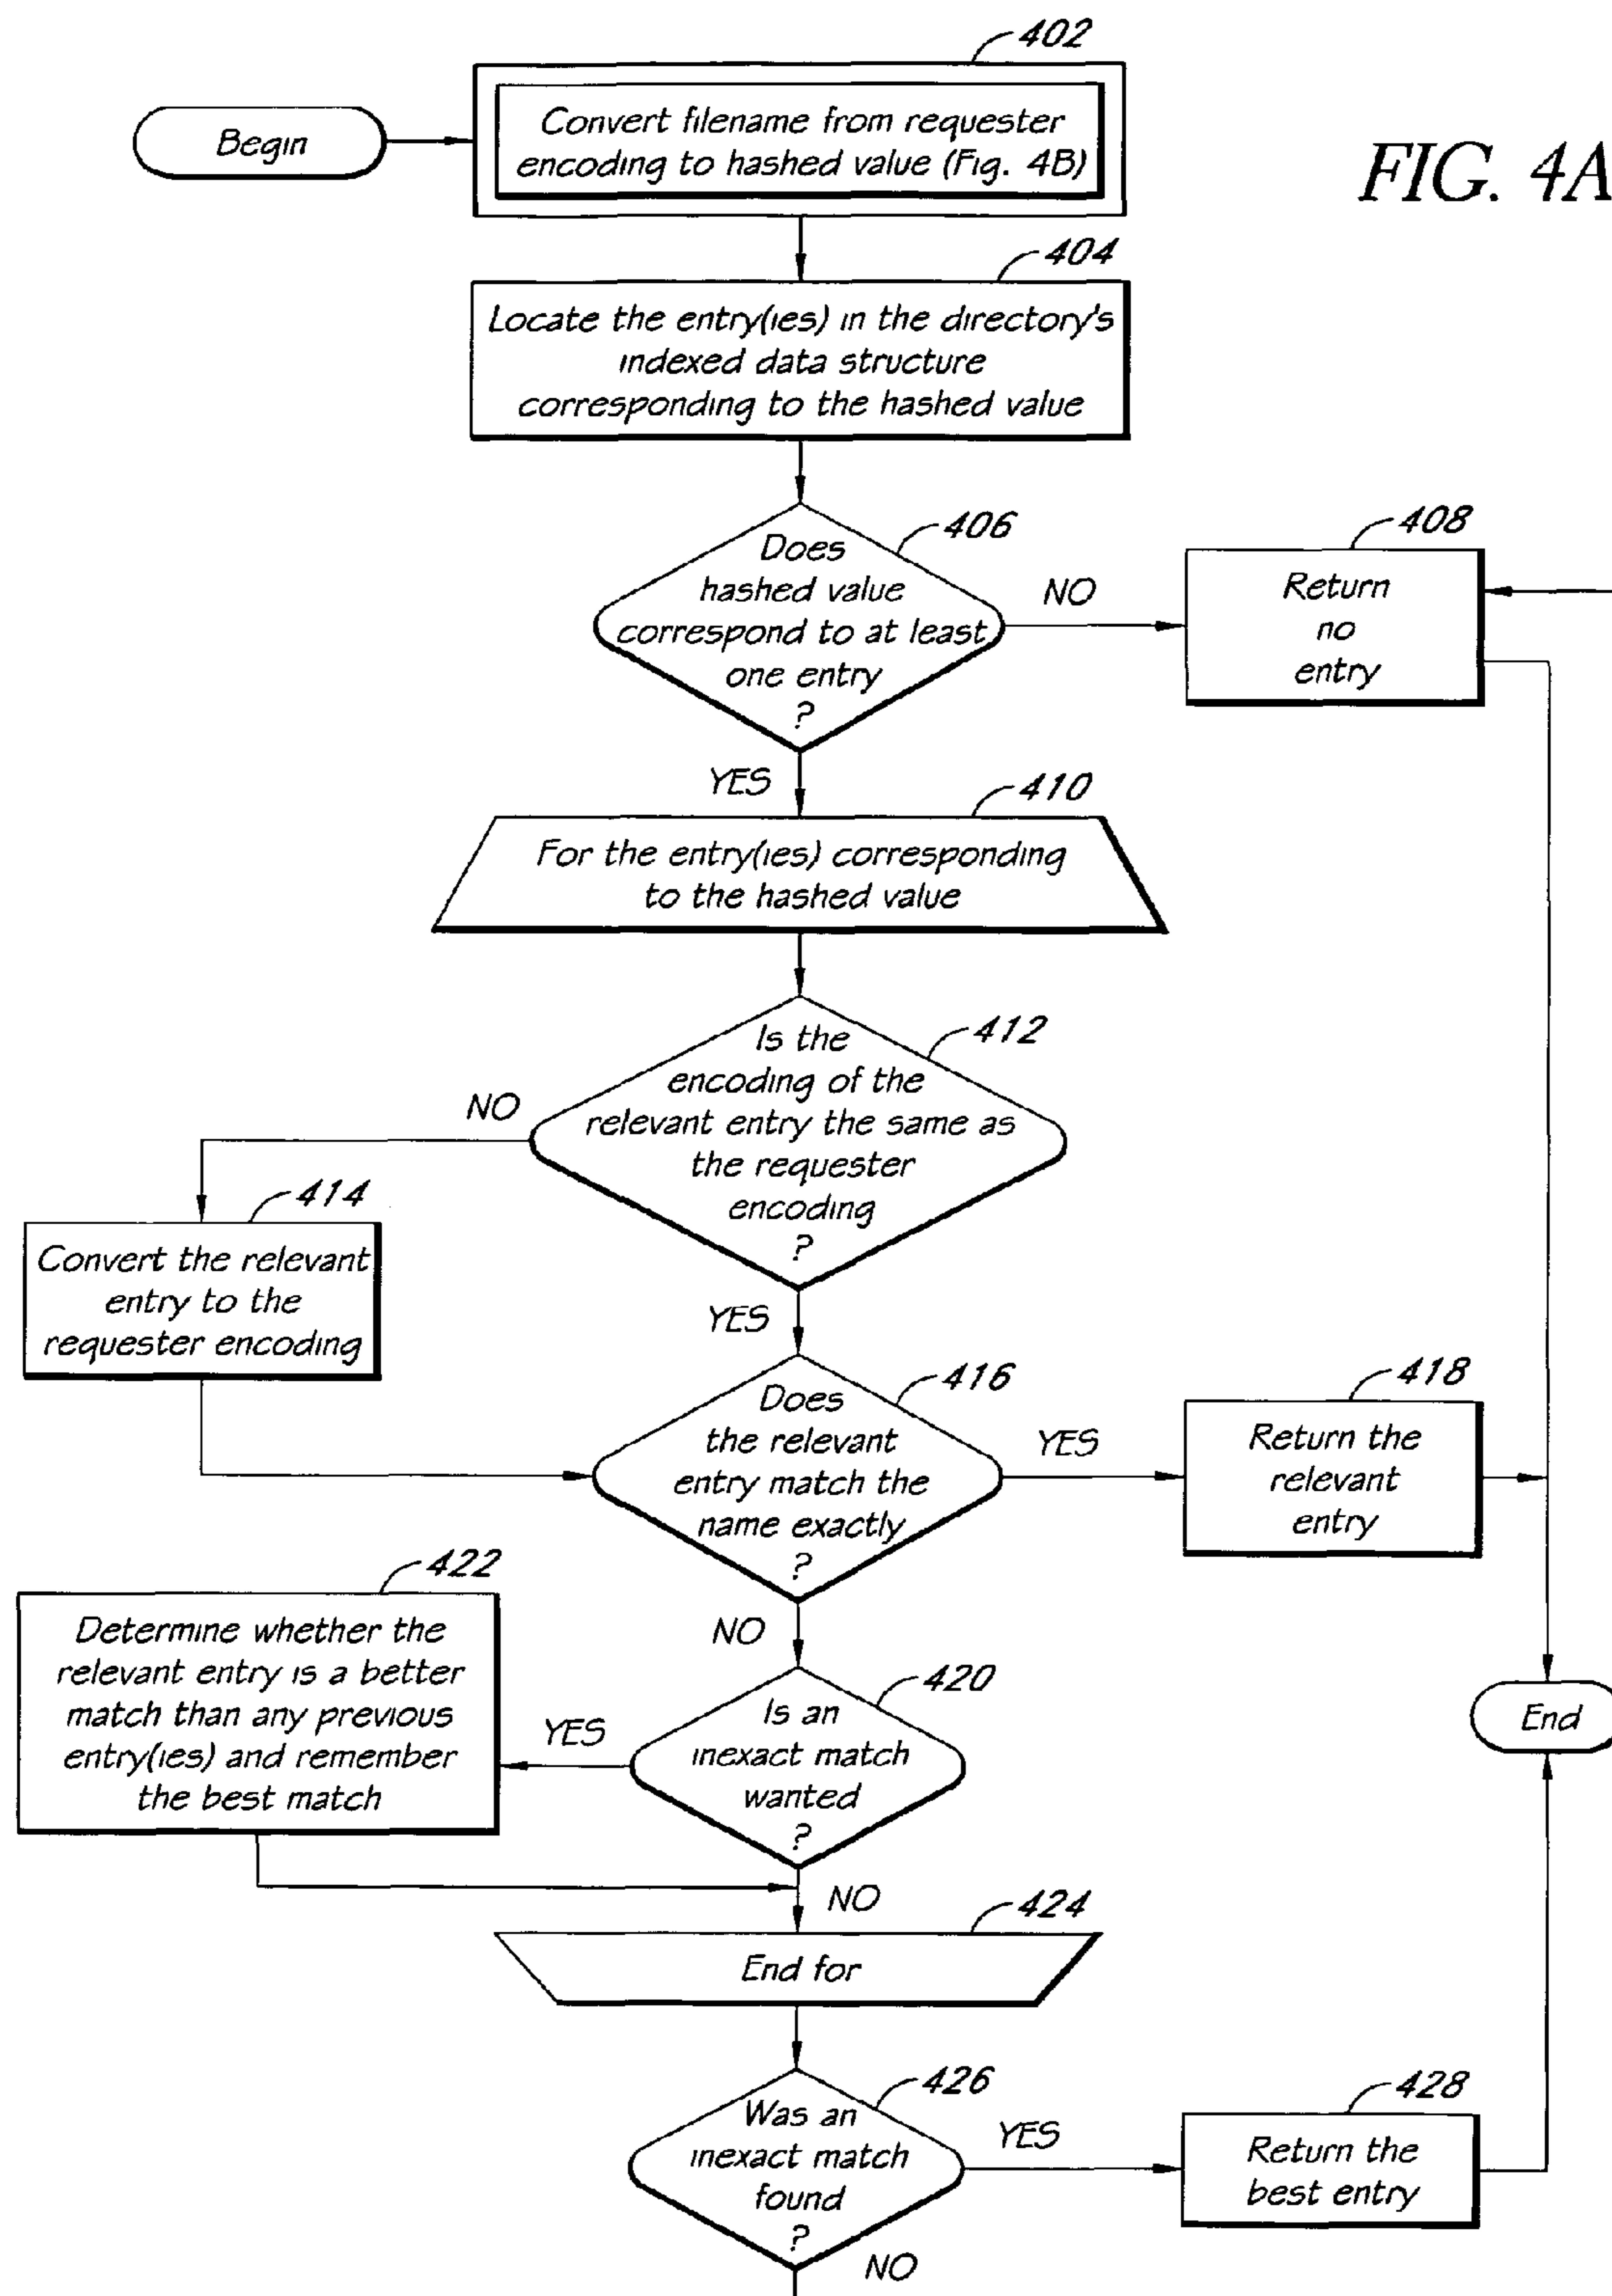 402
Begin
Convert filename from requester
encoding to hashed value (Fig. 4B)
FIG. 4A
404
Locate the entry(ies) in the directory's
indexed data structure
corresponding to the hashed value
406
Does
hashed value
correspond to at least
one entry
?
NO
408
Return
no
entry
YES
410
For the entry(ies) corresponding
to the hashed value
412
Is the
encoding of the
relevant entry the same as
the requester
encoding
?
NO
414
Convert the relevant
entry to the
requester encoding
YES
416
Does
the relevant
entry match the
name exactly
?
YES
418
Return the
relevant
entry
NO
420
Is an
inexact match
wanted
?
YES
422
Determine whether the
relevant entry is a better
match than any previous
entry(ies) and remember
the best match
End
NO
424
End for
426
Was an
inexact match
found
?
YES
428
Return the
best entry
NO